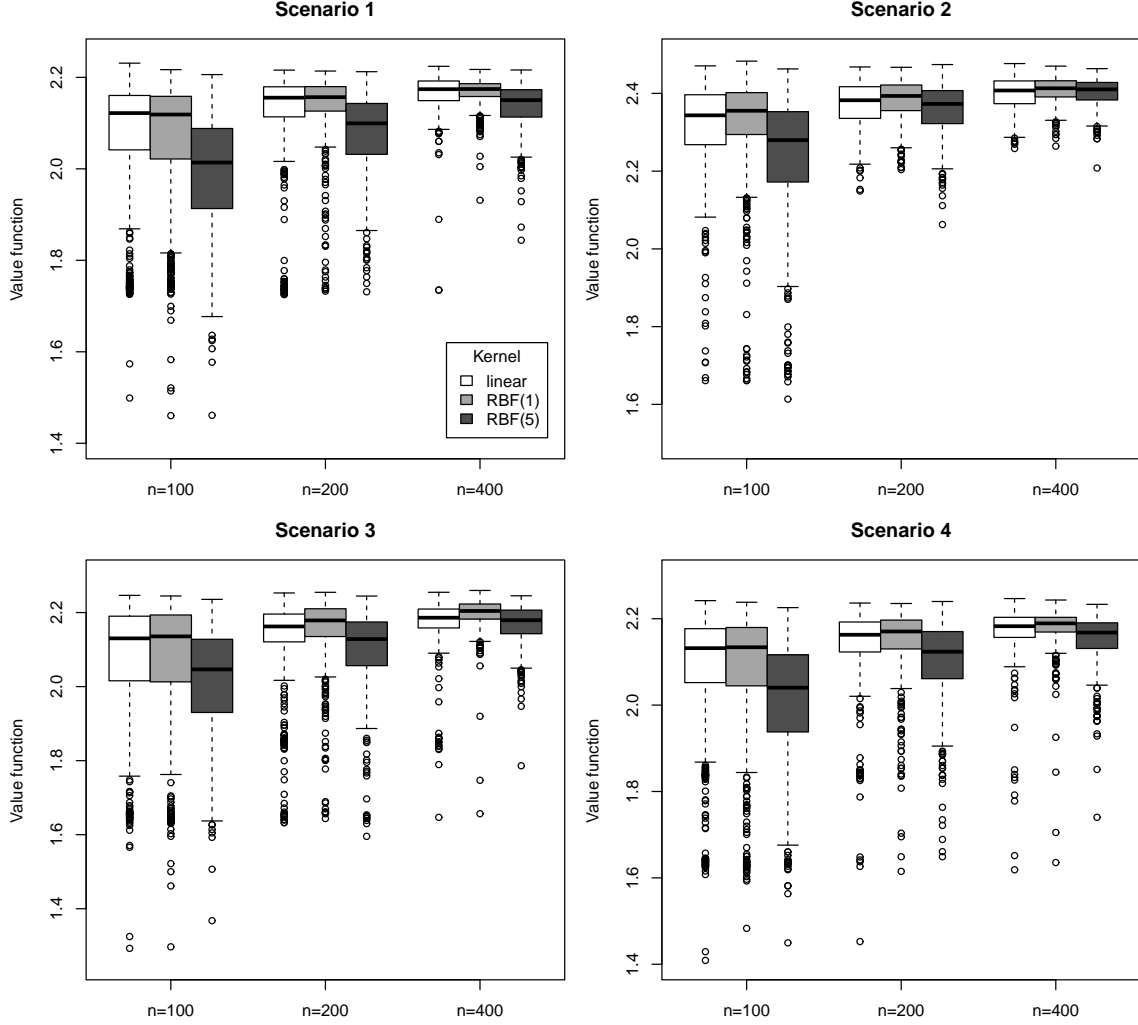 Scenario 1
Value function
2.2
2.0
1.8
1.6
1.4
Kernel
linear
RBF(1)
RBF(5)
n=100 n=200 n=400
Scenario 2
Value function
2.4
2.2
2.0
1.8
1.6
n=100 n=200 n=400
Scenario 3
Value function
2.2
2.0
1.8
1.6
1.4
n=100 n=200 n=400
Scenario 4
Value function
2.2
2.0
1.8
1.6
1.4
n=100 n=200 n=400